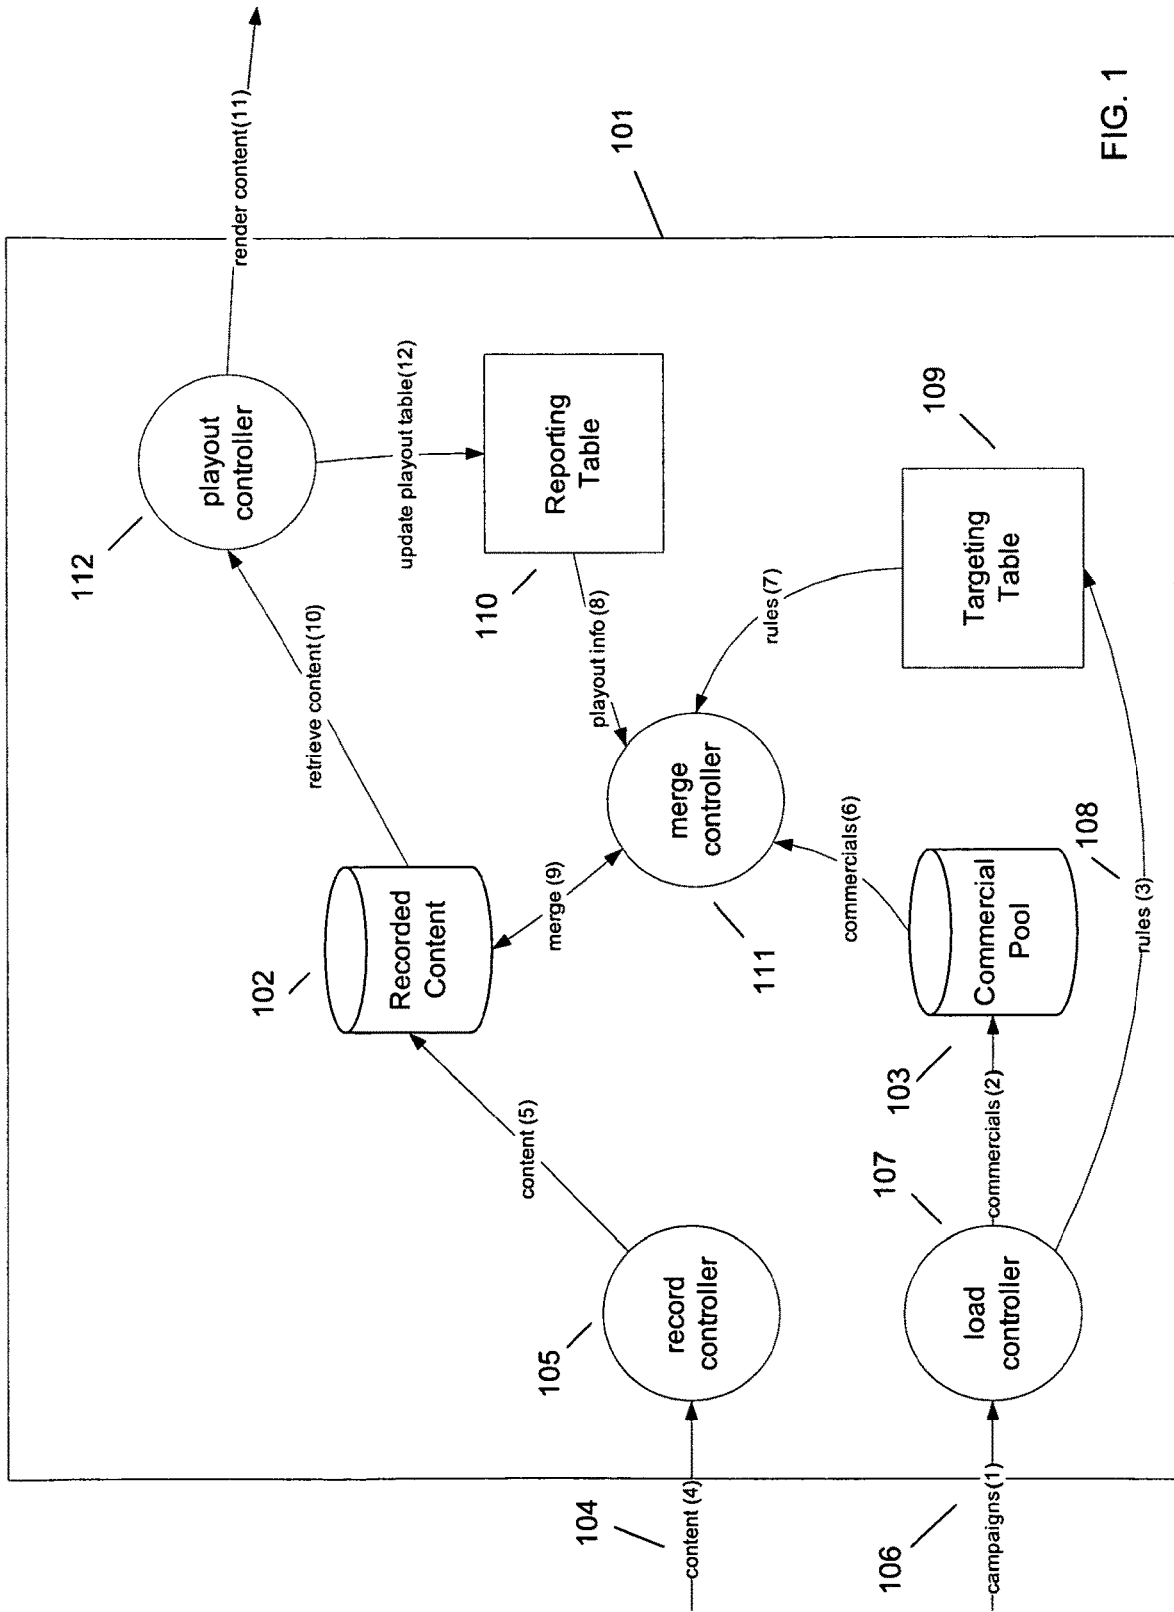 render content(11)
101
FIG. 1
112
playout
controller
update playout table(12)
retrieve content(10)
110
Reporting
Table
109
playout info (8)
rules(7)
Targeting
Table
102
Recorded
Content
merge (9)
merge
controller
111
commercials(6)
108
103
Commercial
Pool
rules (3)
content (5)
commercials(2)
107
105
record
controller
load
controller
104
content (4)
106
campaigns(1)